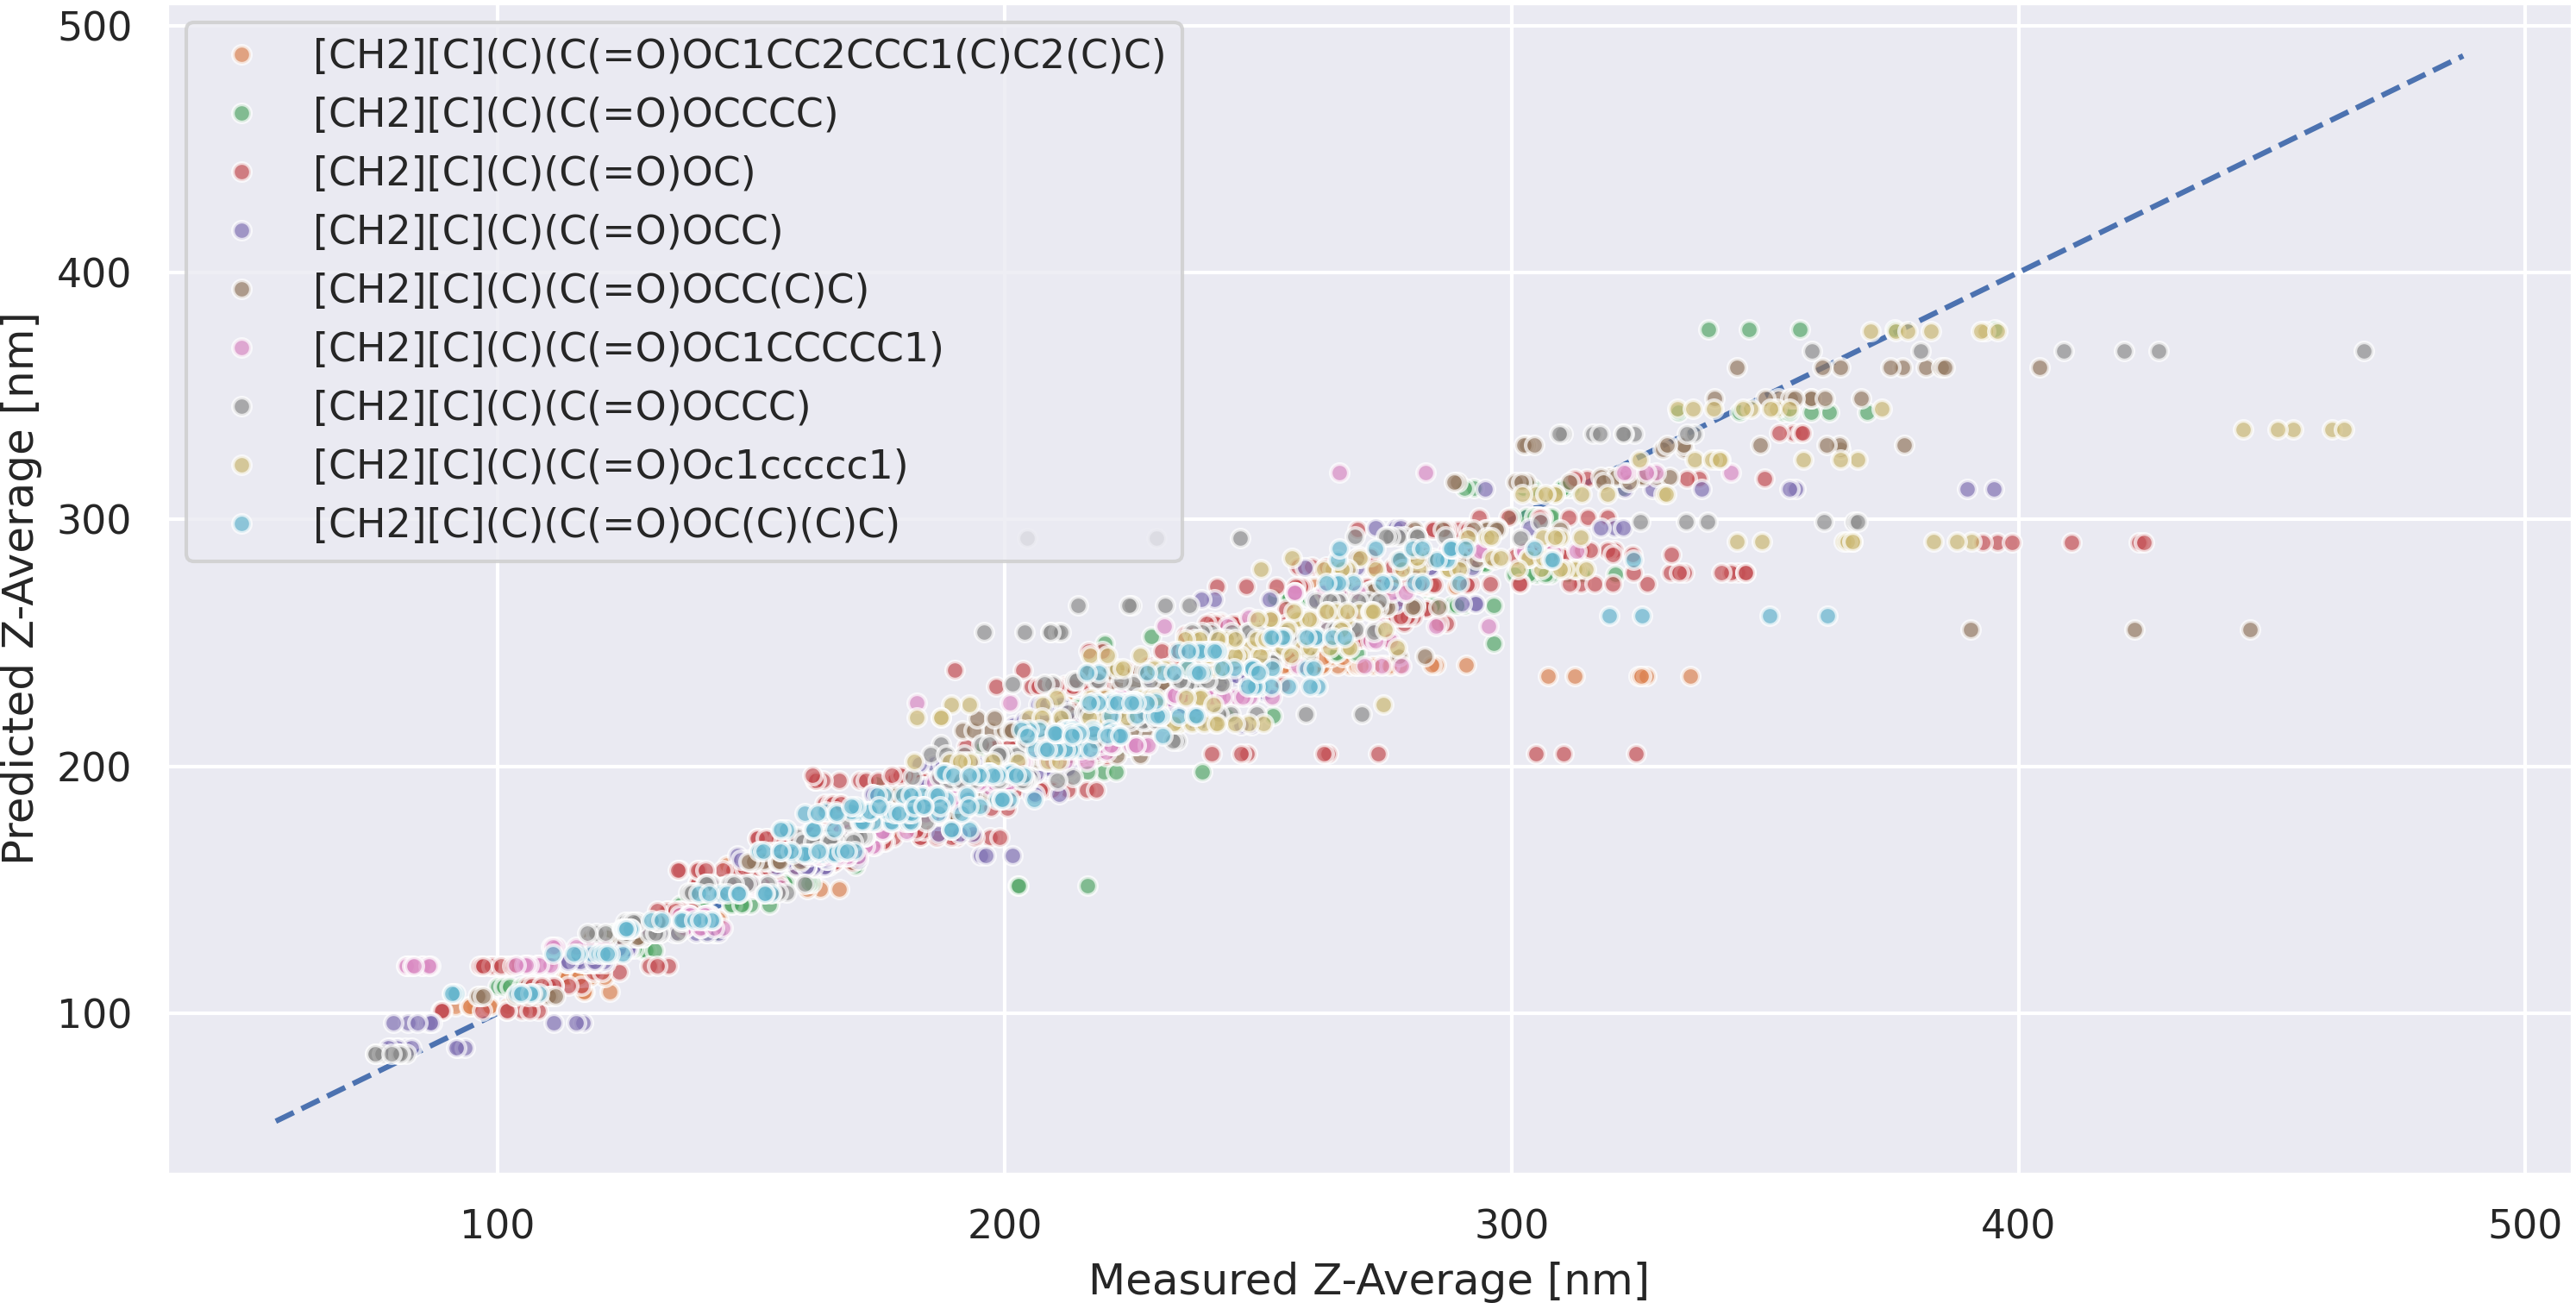 500
400
300
200
100
Predicted Z-Average [nm]
[CH2][C](C)(C(=O)OC1CC2CCC1(C)C2(C)C)
[CH2][C](C)(C(=O)OCCCC)
[CH2][C](C)(C(=O)OC)
[CH2][C](C)(C(=O)OCC)
[CH2][C](C)(C(=O)OCC(C)C)
[CH2][C](C)(C(=O)OC1CCCCC1)
[CH2][C](C)(C(=O)OCCC)
[CH2][C](C)(C(=O)Oc1ccccc1)
[CH2][C](C)(C(=O)OC(C)(C)C)
100 200 300 400 500
Measured Z-Average [nm]